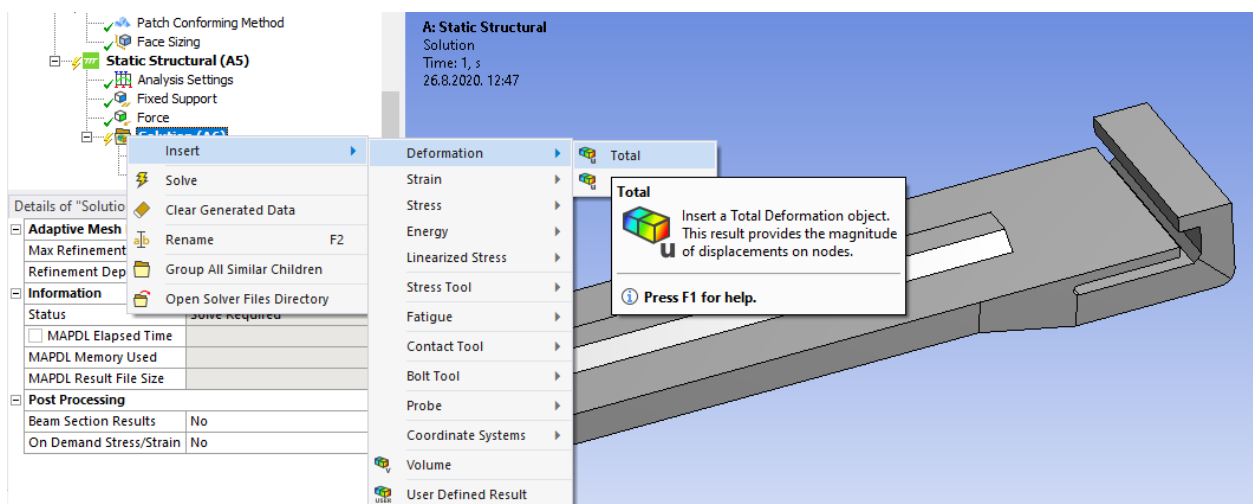 Patch Conforming Method
Face Sizing
Static Structural (A5)
Analysis Settings
Fixed Support
Force
Solution (A6)
Insert
Solve
Clear Generated Data
Rename F2
Group All Similar Children
Open Solver Files Directory
Details of "Solutio
Adaptive Mesh
Max Refinement
Refinement Dep
Information
Status Solve Required
MAPDL Elapsed Time
MAPDL Memory Used
MAPDL Result File Size
Post Processing
Beam Section Results No
On Demand Stress/Strain No
Deformation
Strain
Stress
Energy
Linearized Stress
Stress Tool
Fatigue
Contact Tool
Bolt Tool
Probe
Coordinate Systems
Volume
User Defined Result
Total
Total
Insert a Total Deformation object.
This result provides the magnitude
of displacements on nodes.
Press F1 for help.
A: Static Structural
Solution
Time: 1, s
26.8.2020. 12:47